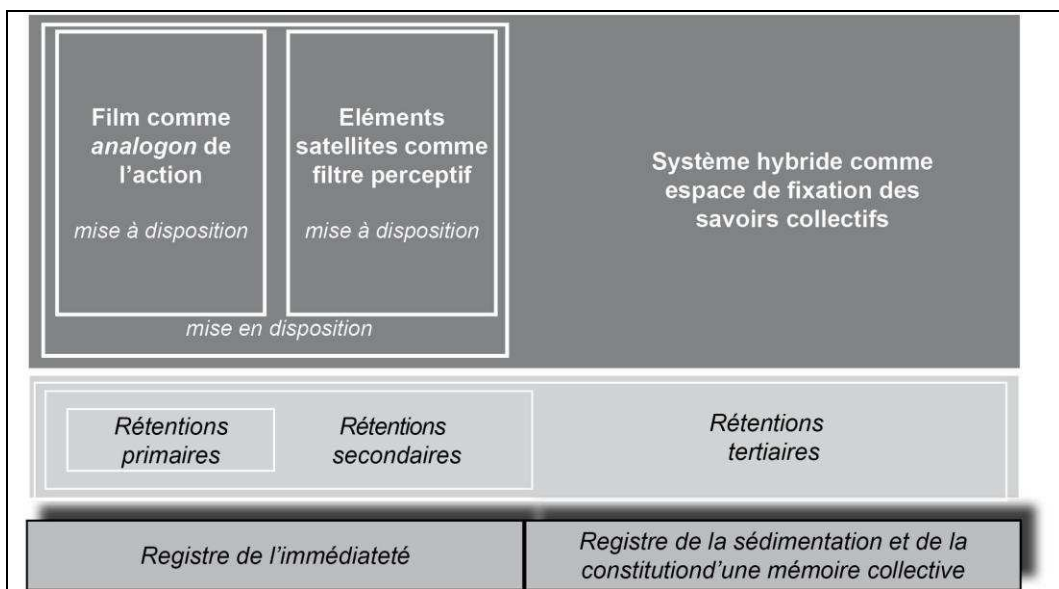 Film comme
analogon de
l'action
mise à disposition
Eléments
satellites comme
filtre perceptif
mise à disposition
mise en disposition
Système hybride comme
espace de fixation des
savoirs collectifs
Rétentions
primaires
Rétentions
secondaires
Rétentions
tertiaires
Registre de l'immédiateté
Registre de la sédimentation et de la
constitutiond'une mémoire collective